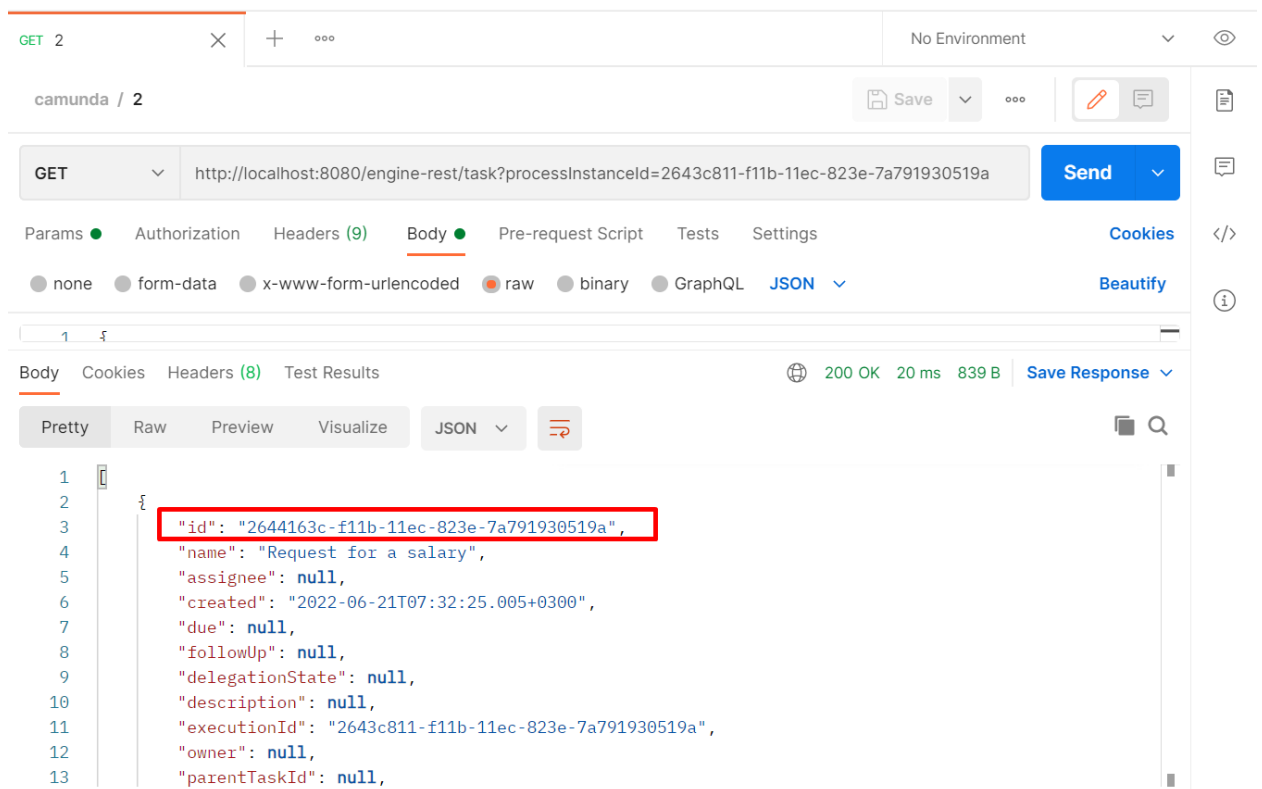 GET 2
No Environment
camunda / 2
Save
GET http://localhost:8080/engine-rest/task?processInstanceId=2643c811-f11b-11ec-823e-7a791930519a Send
Params Authorization Headers (9) Body Pre-request Script Tests Settings Cookies
none form-data x-www-form-urlencoded raw binary GraphQL JSON Beautify
1 {
Body Cookies Headers (8) Test Results 200 OK 20 ms 839 B Save Response
Pretty Raw Preview Visualize JSON
1 [
2 {
3 "id": "2644163c-f11b-11ec-823e-7a791930519a",
4 "name": "Request for a salary",
5 "assignee": null,
6 "created": "2022-06-21T07:32:25.005+0300",
7 "due": null,
8 "followUp": null,
9 "delegationState": null,
10 "description": null,
11 "executionId": "2643c811-f11b-11ec-823e-7a791930519a",
12 "owner": null,
13 "parentTaskId": null,